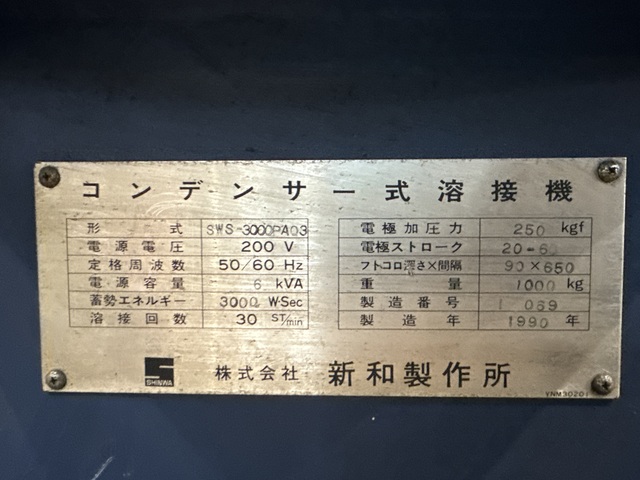 コンデンサー式溶接機
形式 SWS-3000PA03
電源電圧 200 V
定格周波数 50/60 Hz
電源容量 6 kVA
蓄勢エネルギー 3000 W·Sec
溶接回数 30 ST/min
電極加圧力 250 kgf
電極ストローク 20-60
フトコロ深さ×間隔 90×650
重量 1000 kg
製造番号 1069
製造年 1990 年
SHINWA
株式会社 新和製作所